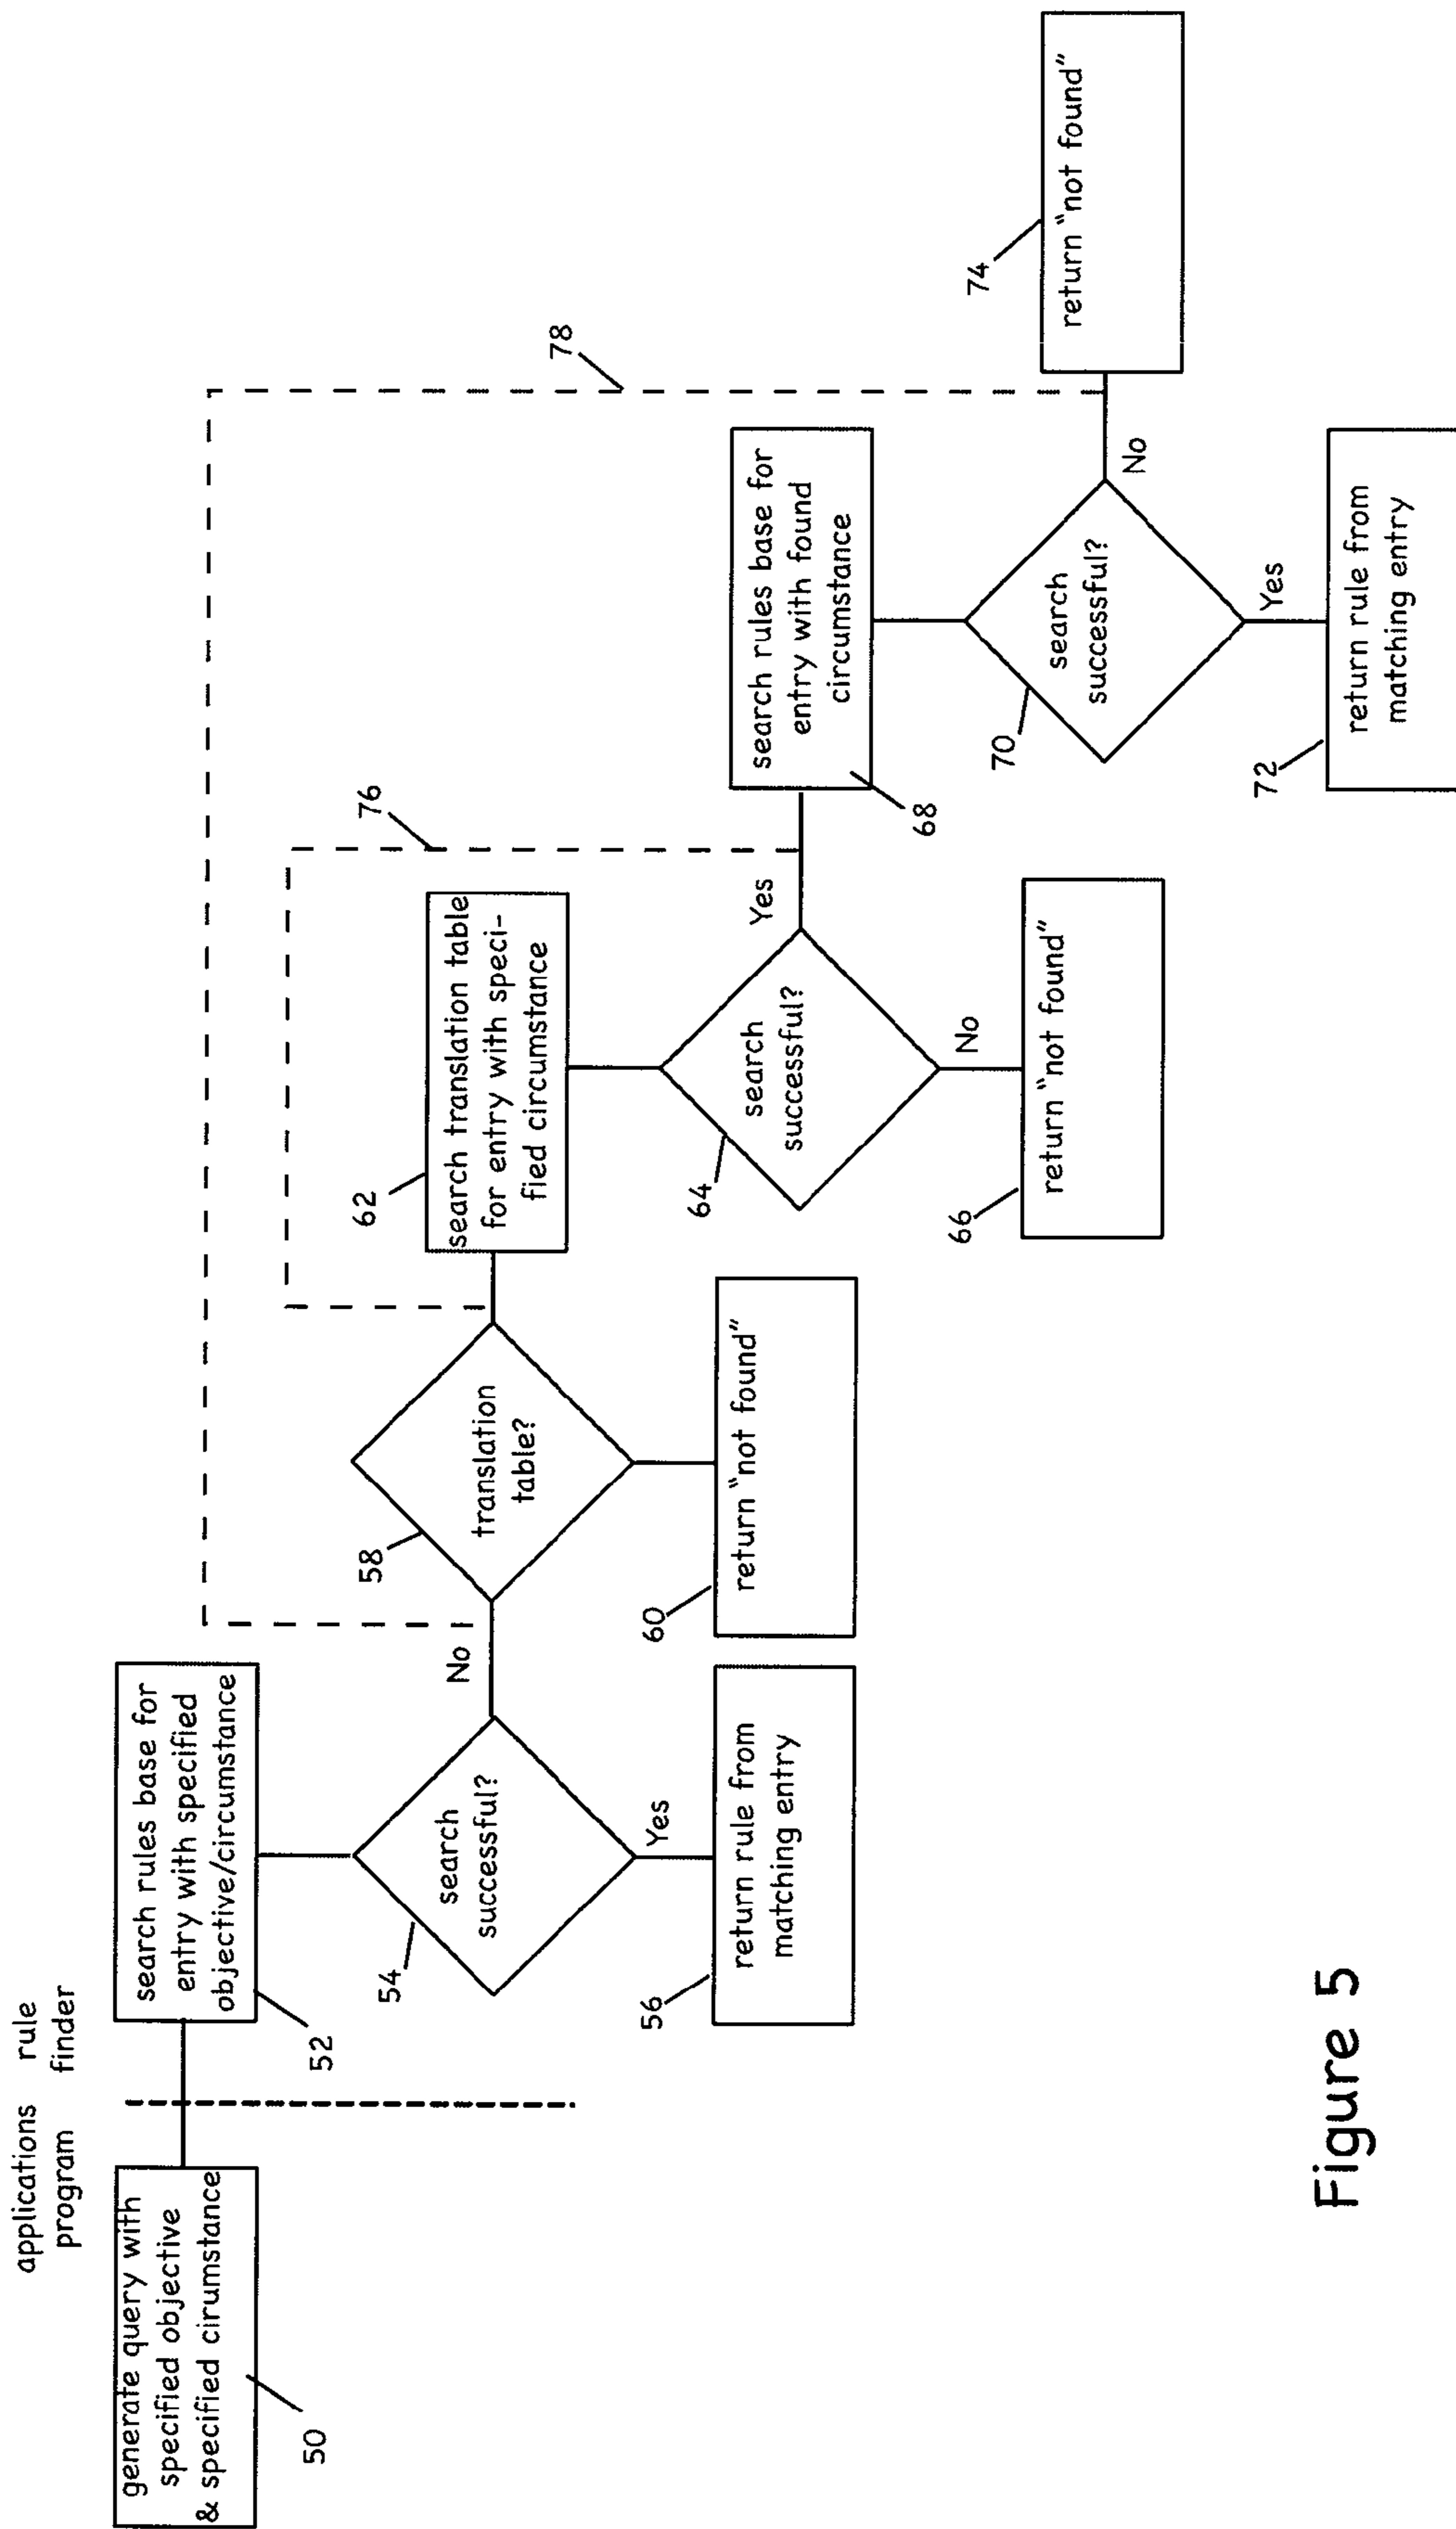 applications
program
rule
finder
generate query with
specified objective
& specified cirumstance
50
search rules base for
entry with specified
objective/circumstance
52
search
successful?
54
Yes
No
return rule from
matching entry
56
translation
table?
58
return "not found"
60
search translation table
for entry with speci-
fied circumstance
62
search
successful?
64
Yes
No
return "not found"
66
search rules base for
entry with found
circumstance
68
search
successful?
70
Yes
No
return rule from
matching entry
72
return "not found"
74
76
78
Figure 5